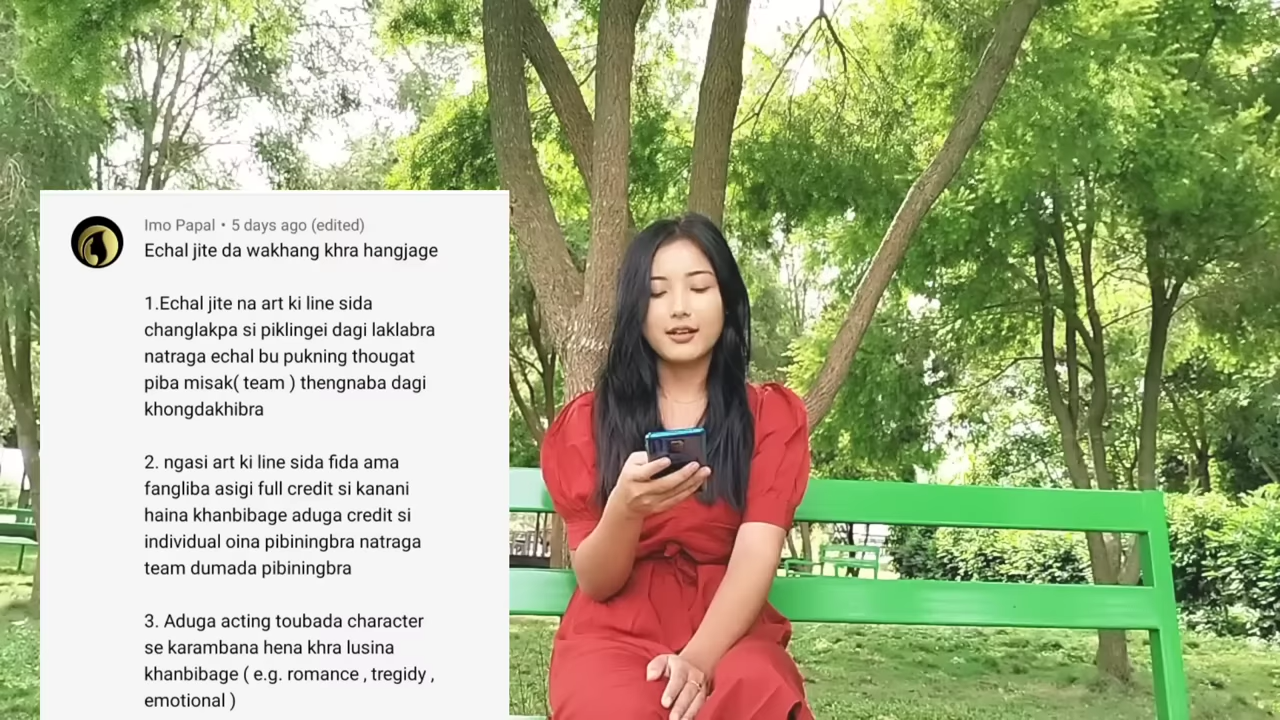 Imo Papal • 5 days ago (edited)
Echal jite da wakhang khra hangjage
1.Echal jite na art ki line sida
changlakpa si piklingei dagi laklabra
natraga echal bu pukning thougat
piba misak( team ) thengnaba dagi
khongdakhibra
2. ngasi art ki line sida fida ama
fangliba asigi full credit si kanani
haina khanbibage aduga credit si
individual oina pibiningbra natraga
team dumada pibiningbra
3. Aduga acting toubada character
se karambana hena khra lusina
khanbibage ( e.g. romance , tregidy ,
emotional )